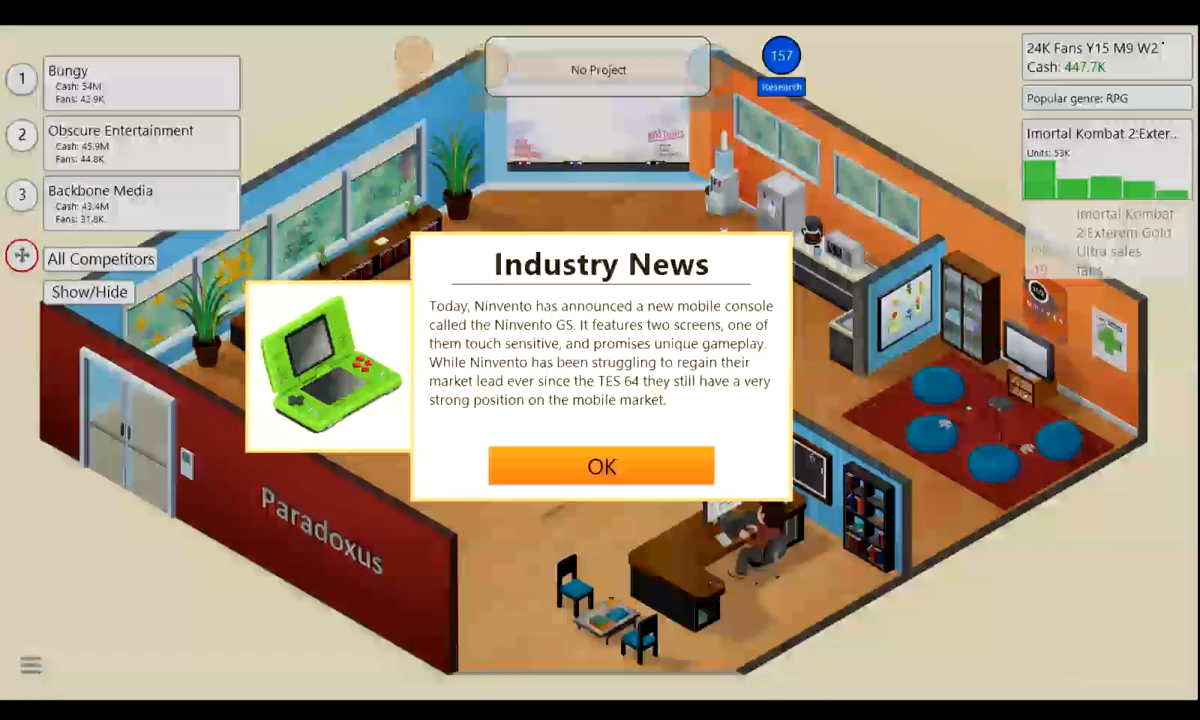 1
Bungy
Cash: 54M
Fans: 42.9K
2
Obscure Entertainment
Cash: 45.9M
Fans: 44.8K
3
Backbone Media
Cash: 43.4M
Fans: 31.8K
All Competitors
Show/Hide
No Project
157
Research
24K Fans Y15 M9 W2
Cash: 447.7K
Popular genre: RPG
Imortal Kombat 2:Exter...
Units: 53K
Imortal Kombat
2:Exterem Gold
Ultra sales
fans
Industry News
Today, Ninvento has announced a new mobile console
called the Ninvento GS. It features two screens, one of
them touch sensitive, and promises unique gameplay.
While Ninvento has been struggling to regain their
market lead ever since the TES 64 they still have a very
strong position on the mobile market.
OK
Paradoxus